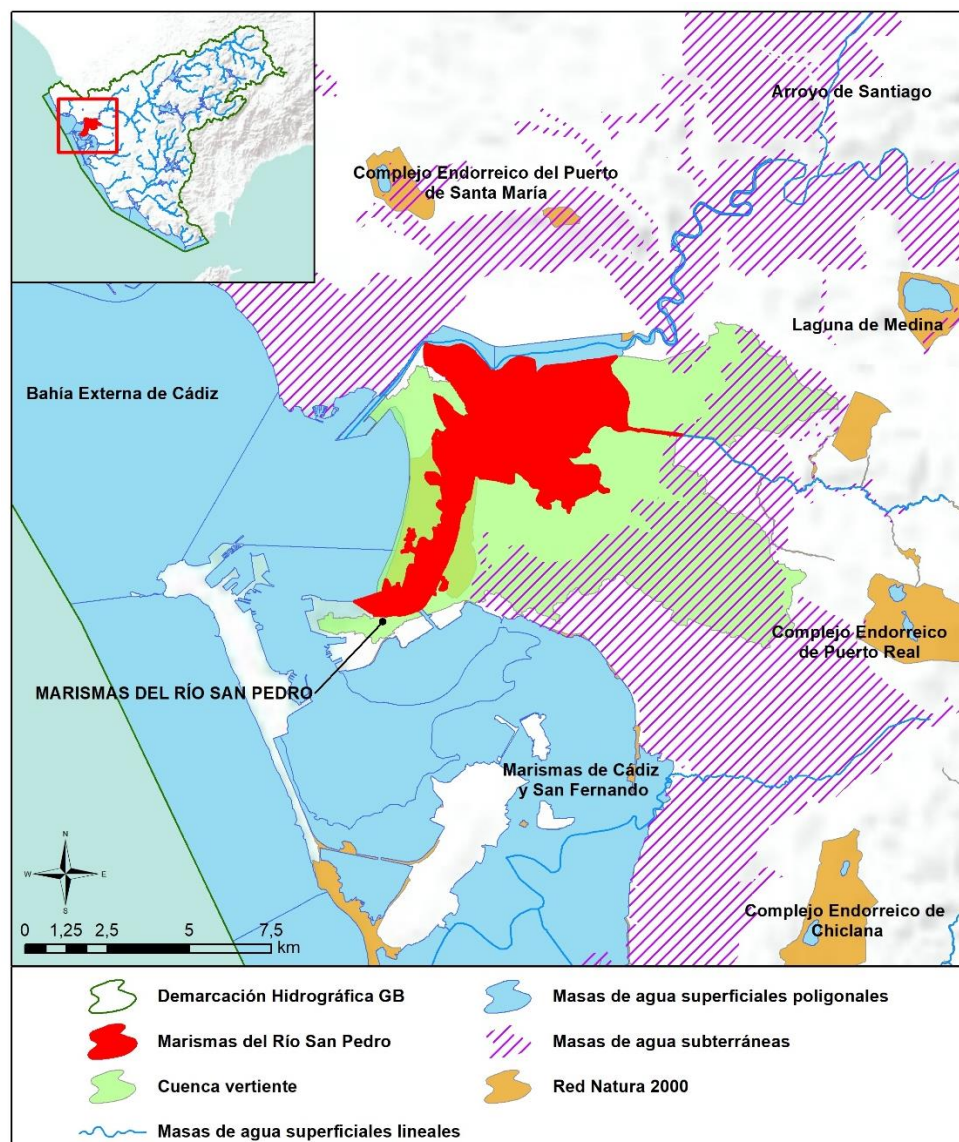 Arroyo de Santiago
Complejo Endorreico del Puerto
de Santa María
Laguna de Medina
Bahía Externa de Cádiz
Complejo Endorreico
de Puerto Real
MARISMAS DEL RÍO SAN PEDRO
Marismas de Cádiz
y San Fernando
N
W E
S
Complejo Endorreico de
Chiclana
0 1,25 2,5 5 7,5
km
Demarcación Hidrográfica GB
Masas de agua superficiales poligonales
Marismas del Río San Pedro
Masas de agua subterráneas
Cuenca vertiente
Red Natura 2000
Masas de agua superficiales lineales